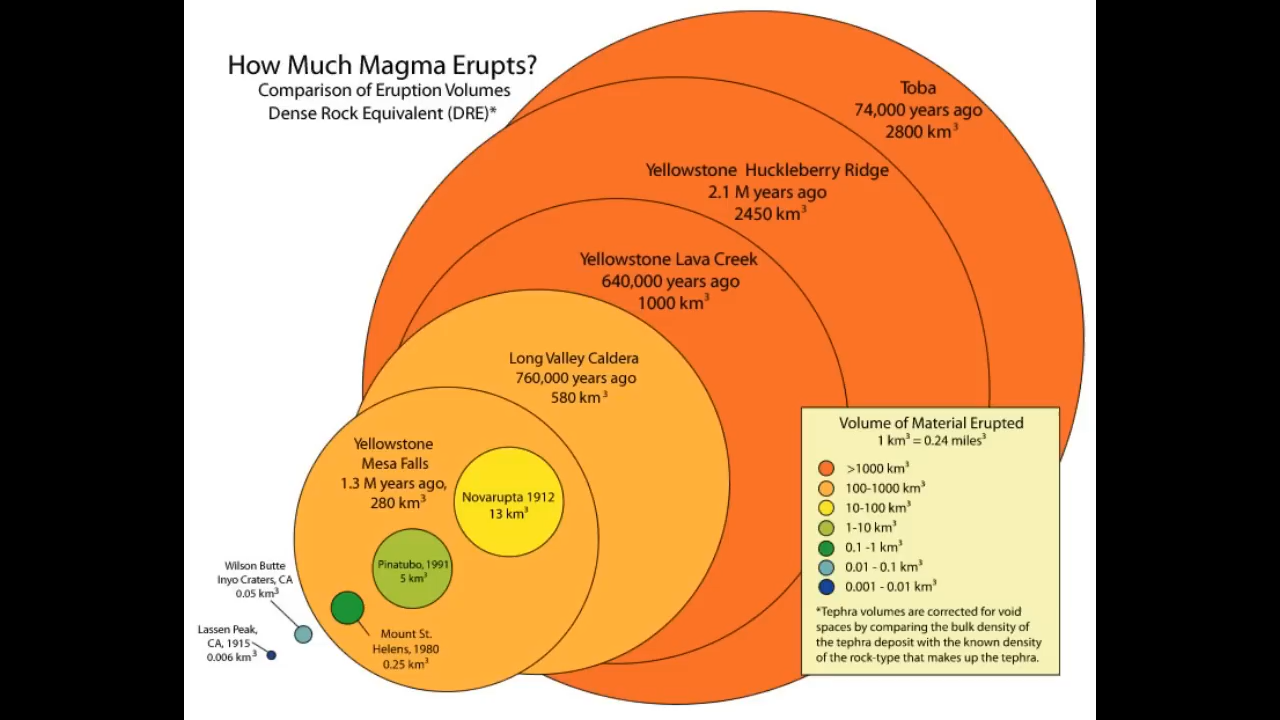 How Much Magma Erupts?
Comparison of Eruption Volumes
Dense Rock Equivalent (DRE)*
Toba
74,000 years ago
2800 km³
Yellowstone Huckleberry Ridge
2.1 M years ago
2450 km³
Yellowstone Lava Creek
640,000 years ago
1000 km³
Long Valley Caldera
760,000 years ago
580 km³
Yellowstone
Mesa Falls
1.3 M years ago,
280 km³
Novarupta 1912
13 km³
Pinatubo, 1991
5 km³
Wilson Butte
Inyo Craters, CA
0.05 km³
Lassen Peak,
CA, 1915
0.006 km³
Mount St.
Helens, 1980
0.25 km³
Volume of Material Erupted
1 km³ = 0.24 miles³
>1000 km³
100-1000 km³
10-100 km³
1-10 km³
0.1 -1 km³
0.01 - 0.1 km³
0.001 - 0.01 km³
*Tephra volumes are corrected for void
spaces by comparing the bulk density of
the tephra deposit with the known density
of the rock-type that makes up the tephra.